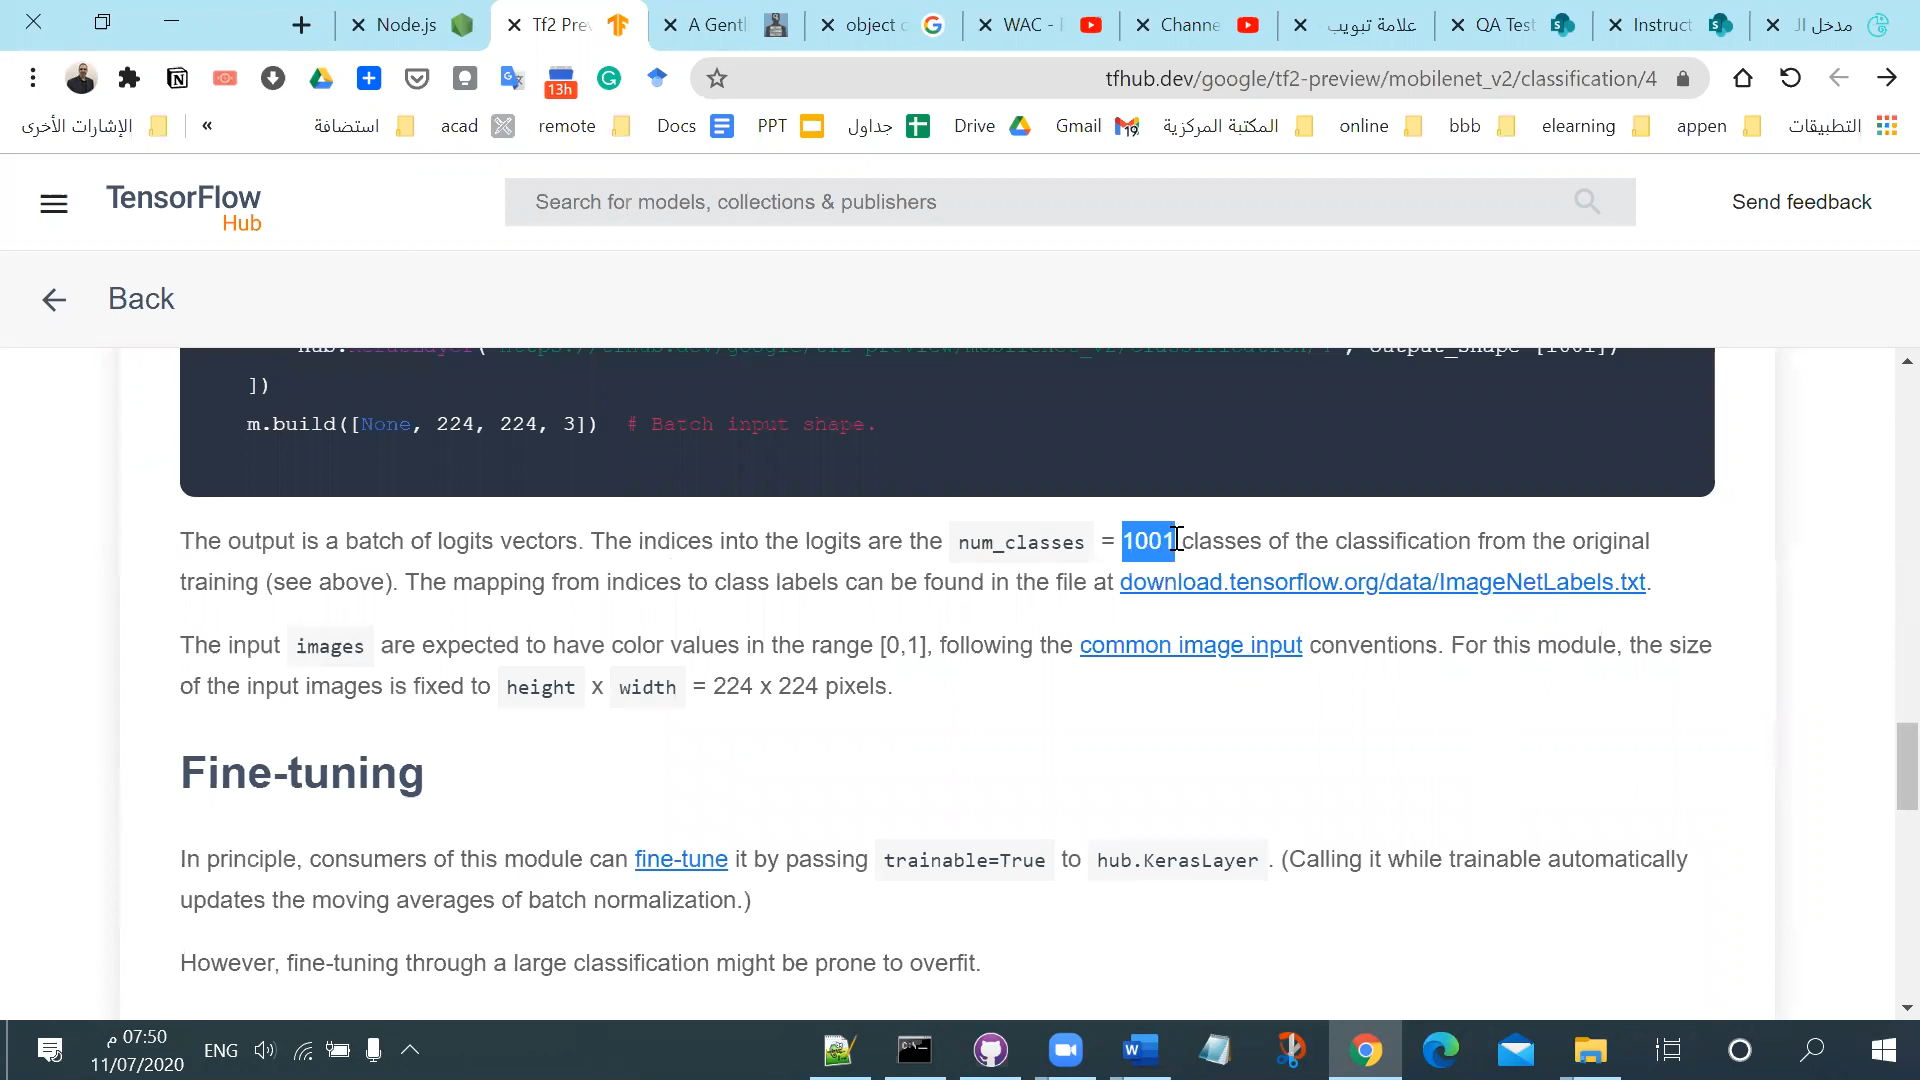 Node.js
Tf2 Pre
A Gentl
object
WAC -
Channe
علامة تبويب
QA Test
Instruct
مدخل ال
13h
tfhub.dev/google/tf2-preview/mobilenet_v2/classification/4
الإشارات الأخرى
«
استضافة
acad
remote
Docs
PPT
جداول
Drive
Gmail
المكتبة المركزية
online
bbb
elearning
appen
التطبيقات
TensorFlow
Hub
Search for models, collections & publishers
Send feedback
Back
])
m.build([None, 224, 224, 3])  # Batch input shape.
The output is a batch of logits vectors. The indices into the logits are the num_classes = 1001 classes of the classification from the original
training (see above). The mapping from indices to class labels can be found in the file at download.tensorflow.org/data/ImageNetLabels.txt.
The input images are expected to have color values in the range [0,1], following the common image input conventions. For this module, the size
of the input images is fixed to height x width = 224 x 224 pixels.
Fine-tuning
In principle, consumers of this module can fine-tune it by passing trainable=True to hub.KerasLayer . (Calling it while trainable automatically
updates the moving averages of batch normalization.)
However, fine-tuning through a large classification might be prone to overfit.
07:50 م
11/07/2020
ENG